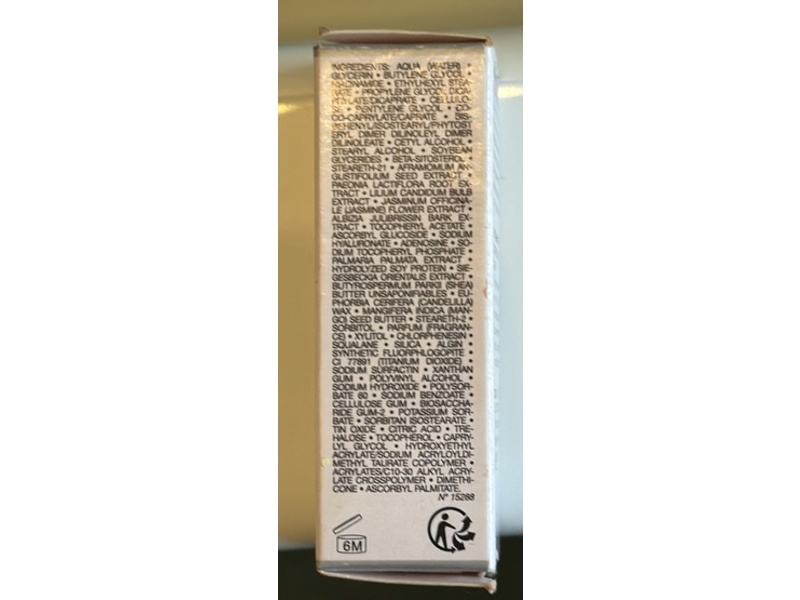 INGREDIENTS: AQUA (WATER) •
GLYCERIN • BUTYLENE GLYCOL •
NIACINAMIDE • ETHYLHEXYL STEA-
RATE • PROPYLENE GLYCOL DICA-
PRYLATE/DICAPRATE • CELLULO-
SE • PENTYLENE GLYCOL • CO-
CO-CAPRYLATE/CAPRATE • BIS-
BEHENYL/ISOSTEARYL/PHYTOST
ERYL DIMER DILINOLEYL DIMER
DILINOLEATE • CETYL ALCOHOL •
STEARYL ALCOHOL • SOYBEAN
GLYCERIDES • BETA-SITOSTEROL •
STEARETH-21 • AFRAMOMUM AN-
GUSTIFOLIUM SEED EXTRACT •
PAEONIA LACTIFLORA ROOT EX-
TRACT • LILIUM CANDIDUM BULB
EXTRACT • JASMINUM OFFICINA-
LE (JASMINE) FLOWER EXTRACT •
ALBIZIA JULIBRISSIN BARK EX-
TRACT • TOCOPHERYL ACETATE •
ASCORBYL GLUCOSIDE • SODIUM
HYALURONATE • ADENOSINE • SO-
DIUM TOCOPHERYL PHOSPHATE •
PALMARIA PALMATA EXTRACT •
HYDROLYZED SOY PROTEIN • SIE-
GESBECKIA ORIENTALIS EXTRACT •
BUTYROSPERMUM PARKII (SHEA)
BUTTER UNSAPONIFIABLES • EU-
PHORBIA CERIFERA (CANDELILLA)
WAX • MANGIFERA INDICA (MAN-
GO) SEED BUTTER • STEARETH-2 •
SORBITOL • PARFUM (FRAGRAN-
CE) • XYLITOL • CHLORPHENESIN •
SQUALANE • SILICA • ALGIN •
SYNTHETIC FLUORPHLOGOPITE •
CI 77891 (TITANIUM DIOXIDE) •
SODIUM SURFACTIN • XANTHAN
GUM • POLYVINYL ALCOHOL •
SODIUM HYDROXIDE • POLYSOR-
BATE 60 • SODIUM BENZOATE •
CELLULOSE GUM • BIOSACCHA-
RIDE GUM-2 • POTASSIUM SOR-
BATE • SORBITAN ISOSTEARATE •
TIN OXIDE • CITRIC ACID • TRE-
HALOSE • TOCOPHEROL • CAPRY-
LYL GLYCOL • HYDROXYETHYL
ACRYLATE/SODIUM ACRYLOYLDI-
METHYL TAURATE COPOLYMER •
ACRYLATES/C10-30 ALKYL ACRY-
LATE CROSSPOLYMER • DIMETHI-
CONE • ASCORBYL PALMITATE.
N° 15288
6M